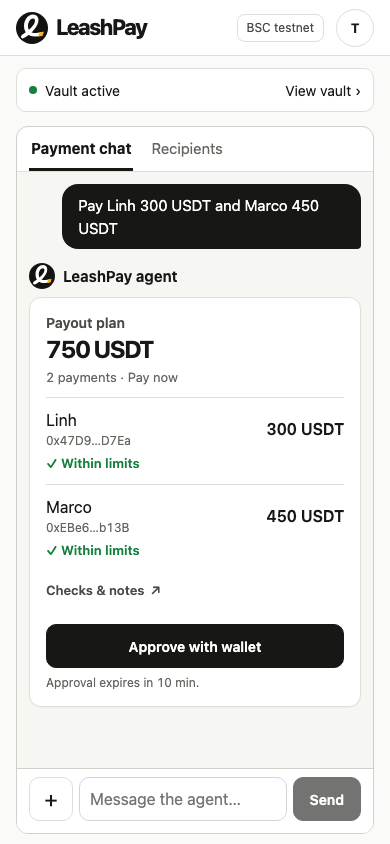 LeashPay
BSC testnet
T
Vault active
View vault ›
Payment chat
Recipients
Pay Linh 300 USDT and Marco 450
USDT
LeashPay agent
Payout plan
750 USDT
2 payments · Pay now
Linh
300 USDT
0x47D9…D7Ea
✓ Within limits
Marco
450 USDT
0xEBe6…b13B
✓ Within limits
Checks & notes ↗
Approve with wallet
Approval expires in 10 min.
+
Message the agent...
Send